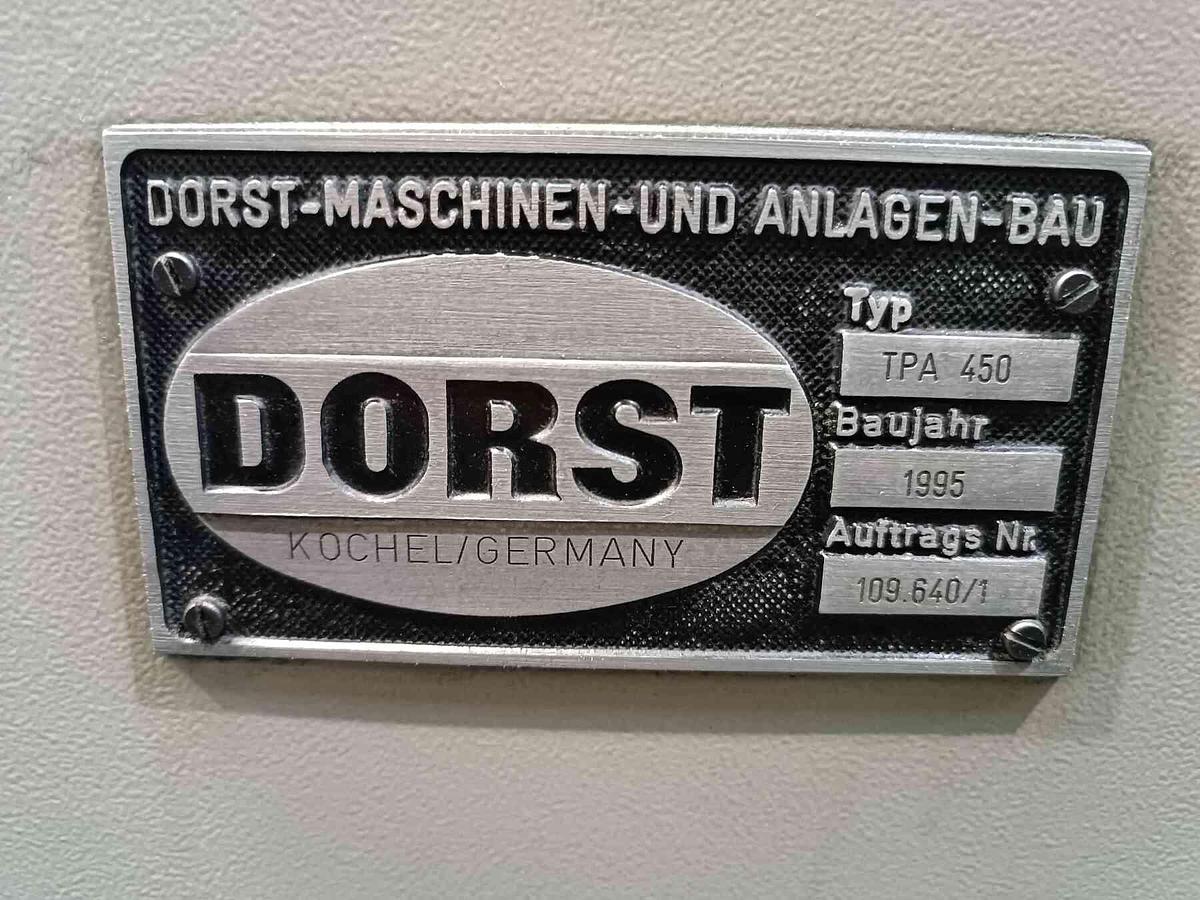 DORST-MASCHINEN-UND ANLAGEN-BAU
DORST
KOCHEL/GERMANY
Typ
TPA 450
Baujahr
1995
Auftrags Nr.
109.640/1